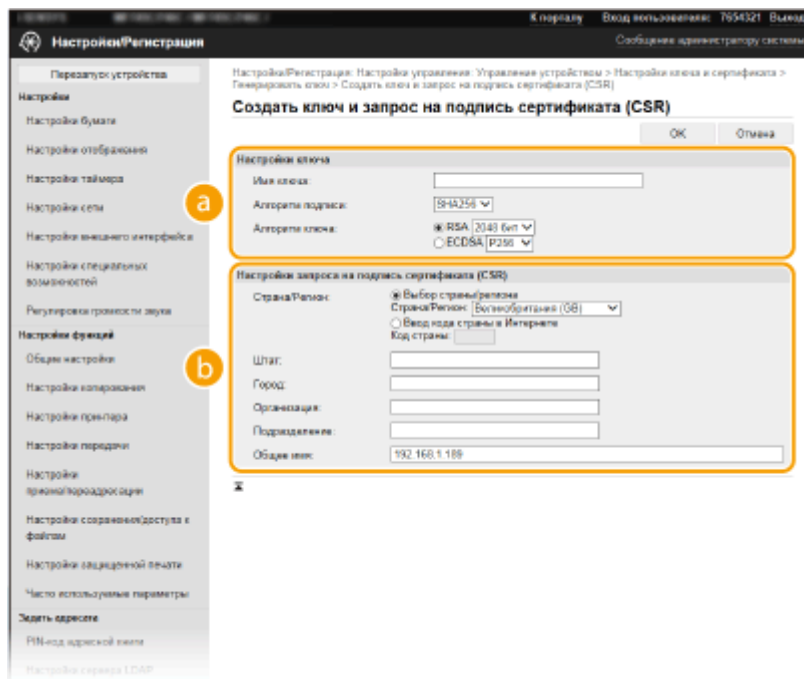 К порталу Вход пользователя: 7654321 Выход
Настройки/Регистрация
Сообщение администратору системы
Перезапуск устройства
Настройки
Настройки бумаги
Настройки отображения
Настройки таймера
Настройки сети
Настройки внешнего интерфейса
Настройки специальных
возможностей
Регулировка громкости звука
Настройки функций
Общие настройки
Настройки копирования
Настройки принтера
Настройки передачи
Настройки
приема/переадресации
Настройки сохранения/доступа к
файлам
Настройки защищенной печати
Часто используемые параметры
Задать адресата
PIN-код адресной книги
Настройки сервера LDAP
Настройки/Регистрация: Настройки управления: Управление устройством > Настройки ключа и сертификата >
Генерировать ключ > Создать ключ и запрос на подпись сертификата (CSR)
Создать ключ и запрос на подпись сертификата (CSR)
OK Отмена
a
Настройки ключа
Имя ключа:
Алгоритм подписи: SHA256
Алгоритм ключа: RSA 2048 бит
ECDSA P256
b
Настройки запроса на подпись сертификата (CSR)
Страна/Регион: Выбор страны/региона
Страна/Регион: Великобритания (GB)
Ввод кода страны в Интернете
Код страны:
Штат:
Город:
Организация:
Подразделение:
Общее имя: 192.168.1.189